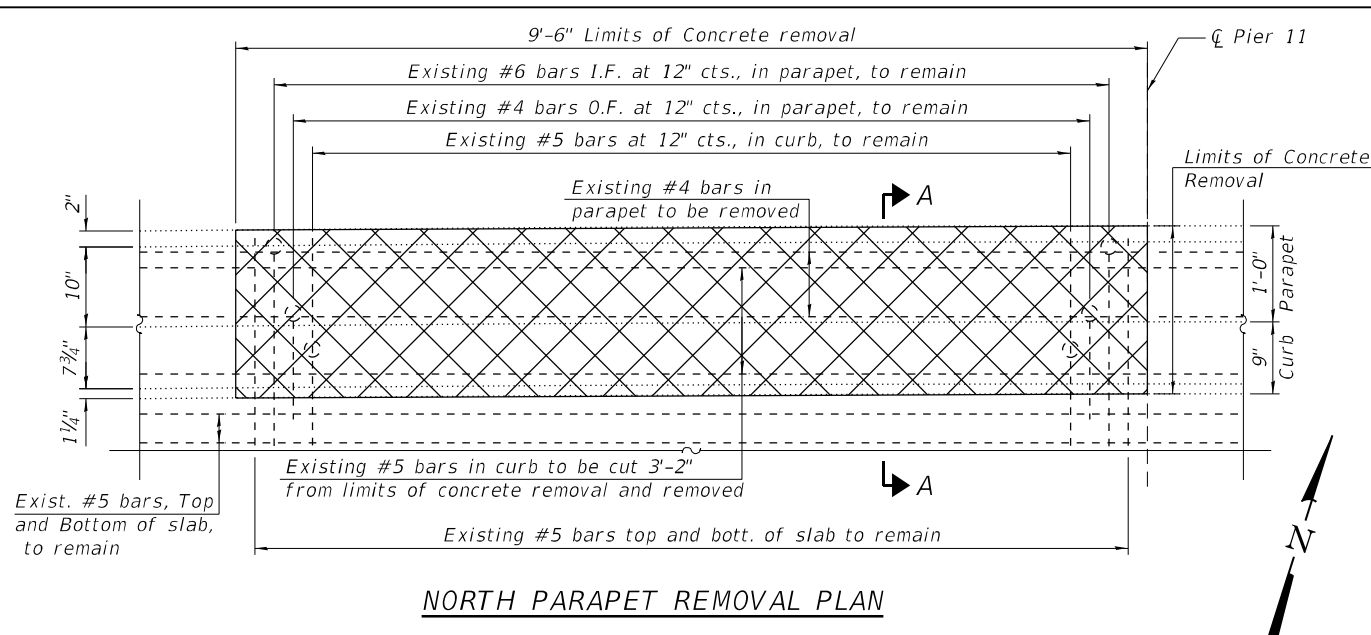 9'-6" Limits of Concrete removal
℄ Pier 11
Existing #6 bars I.F. at 12" cts., in parapet, to remain
Existing #4 bars O.F. at 12" cts., in parapet, to remain
Existing #5 bars at 12" cts., in curb, to remain
Limits of Concrete
Removal
Existing #4 bars in
parapet to be removed
A
2"
10"
7¾"
1¼"
1'-0"
Parapet
9"
Curb
Existing #5 bars in curb to be cut 3'-2"
from limits of concrete removal and removed
A
Exist. #5 bars, Top
and Bottom of slab,
to remain
Existing #5 bars top and bott. of slab to remain
N
NORTH PARAPET REMOVAL PLAN